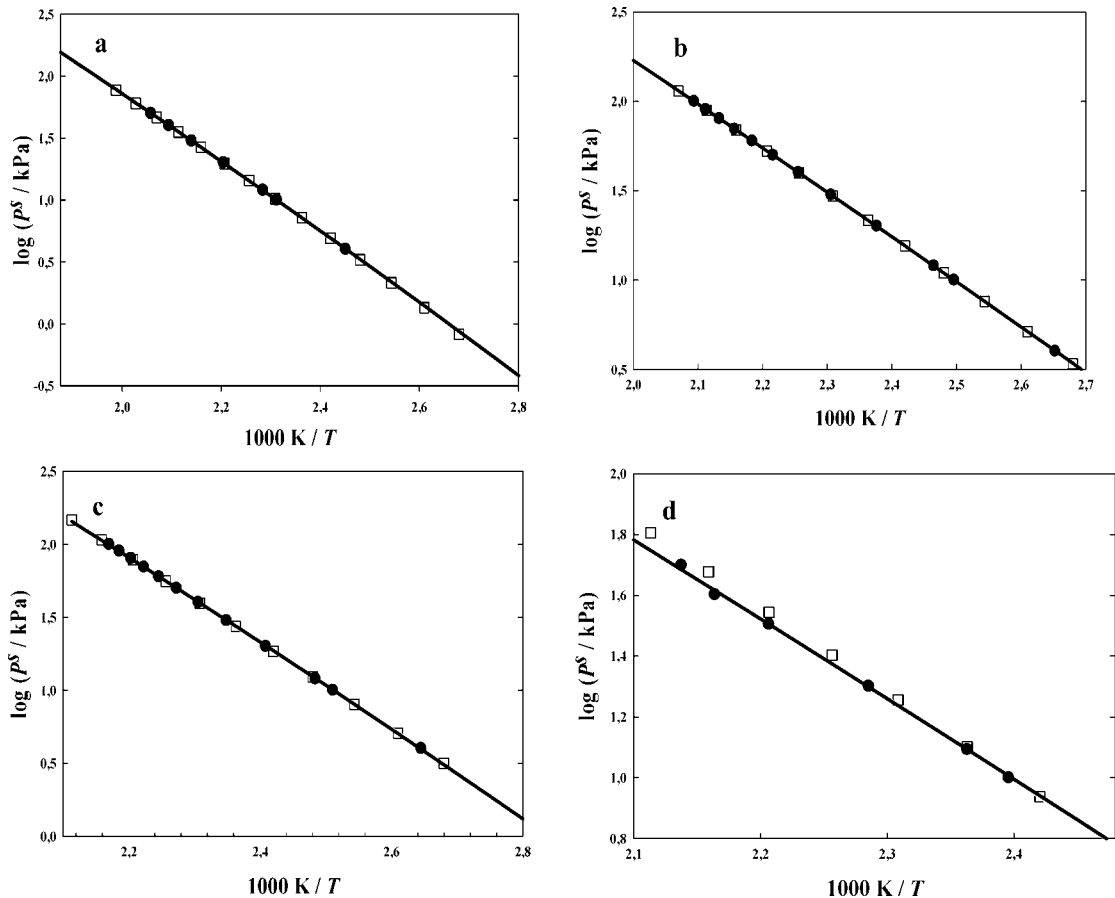 a
2,5
2,0
1,5
1,0
0,5
0,0
-0,5
log (P^S / kPa)
2,0 2,2 2,4 2,6 2,8
1000 K / T
b
2,5
2,0
1,5
1,0
0,5
log (P^S / kPa)
2,0 2,1 2,2 2,3 2,4 2,5 2,6 2,7
1000 K / T
c
2,5
2,0
1,5
1,0
0,5
0,0
log (P^S / kPa)
2,2 2,4 2,6 2,8
1000 K / T
d
2,0
1,8
1,6
1,4
1,2
1,0
0,8
log (P^S / kPa)
2,1 2,2 2,3 2,4
1000 K / T